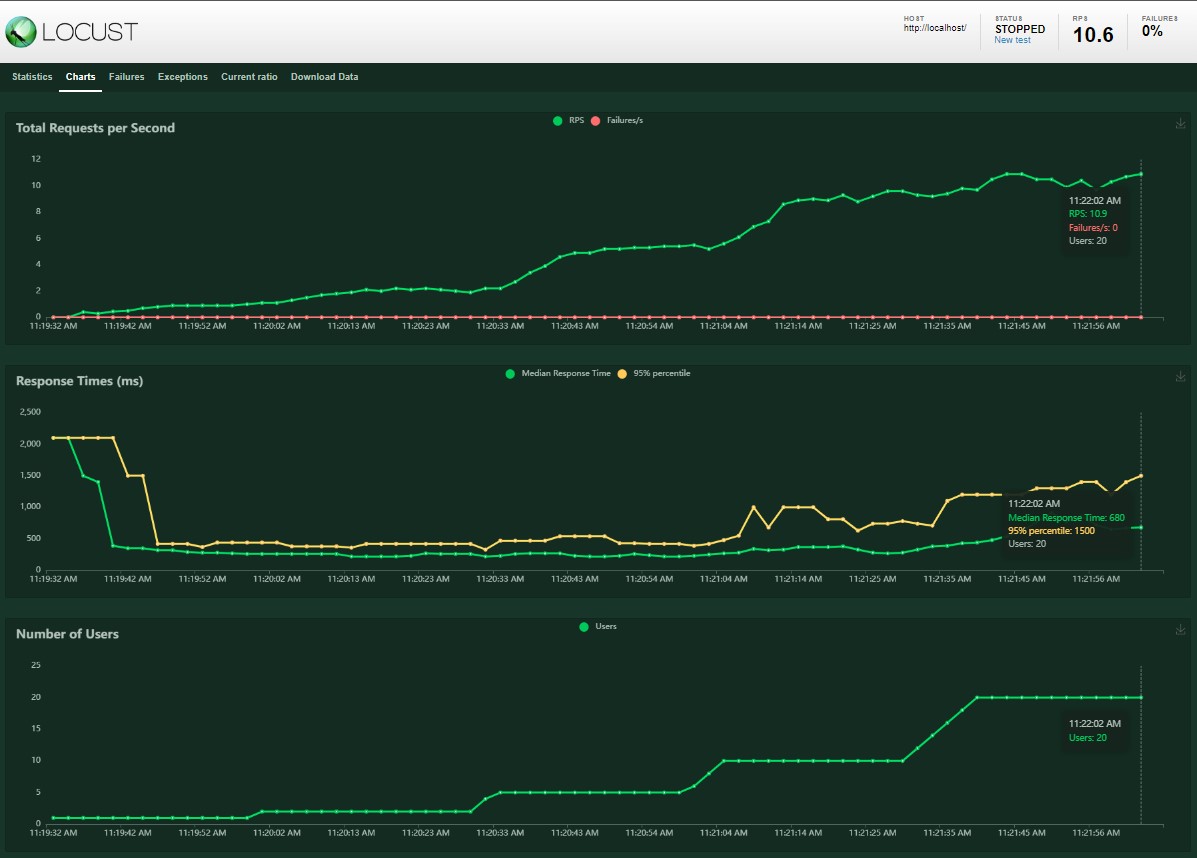 LOCUST
HOST
http://localhost/
STATUS
STOPPED
New test
RPS
10.6
FAILURES
0%
Statistics Charts Failures Exceptions Current ratio Download Data
Total Requests per Second
RPS Failures/s
12
10
8
6
4
2
0
11:22:02 AM
RPS: 10.9
Failures/s: 0
Users: 20
11:19:32 AM 11:19:42 AM 11:19:52 AM 11:20:02 AM 11:20:13 AM 11:20:23 AM 11:20:33 AM 11:20:43 AM 11:20:54 AM 11:21:04 AM 11:21:14 AM 11:21:25 AM 11:21:35 AM 11:21:45 AM 11:21:56 AM
Response Times (ms)
Median Response Time 95% percentile
2,500
2,000
1,500
1,000
500
0
11:22:02 AM
Median Response Time: 680
95% percentile: 1500
Users: 20
11:19:32 AM 11:19:42 AM 11:19:52 AM 11:20:02 AM 11:20:13 AM 11:20:23 AM 11:20:33 AM 11:20:43 AM 11:20:54 AM 11:21:04 AM 11:21:14 AM 11:21:25 AM 11:21:35 AM 11:21:45 AM 11:21:56 AM
Number of Users
Users
25
20
15
10
5
0
11:22:02 AM
Users: 20
11:19:32 AM 11:19:42 AM 11:19:52 AM 11:20:02 AM 11:20:13 AM 11:20:23 AM 11:20:33 AM 11:20:43 AM 11:20:54 AM 11:21:04 AM 11:21:14 AM 11:21:25 AM 11:21:35 AM 11:21:45 AM 11:21:56 AM